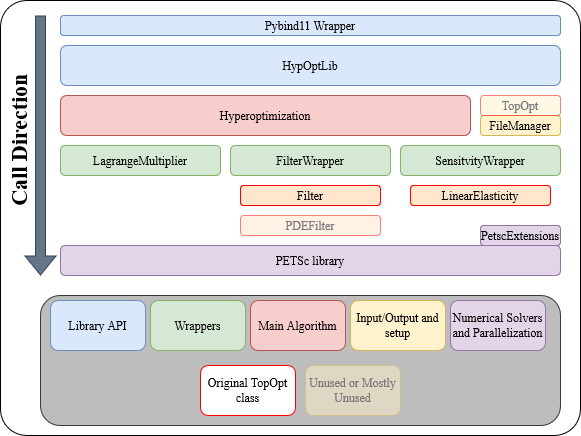 Call Direction
Pybind11 Wrapper
HypOptLib
Hyperoptimization
TopOpt
FileManager
LagrangeMultiplier
FilterWrapper
SensitvityWrapper
Filter
LinearElasticity
PDEFilter
PetscExtensions
PETSc library
Library API
Wrappers
Main Algorithm
Input/Output and
setup
Numerical Solvers
and Parallelization
Original TopOpt
class
Unused or Mostly
Unused